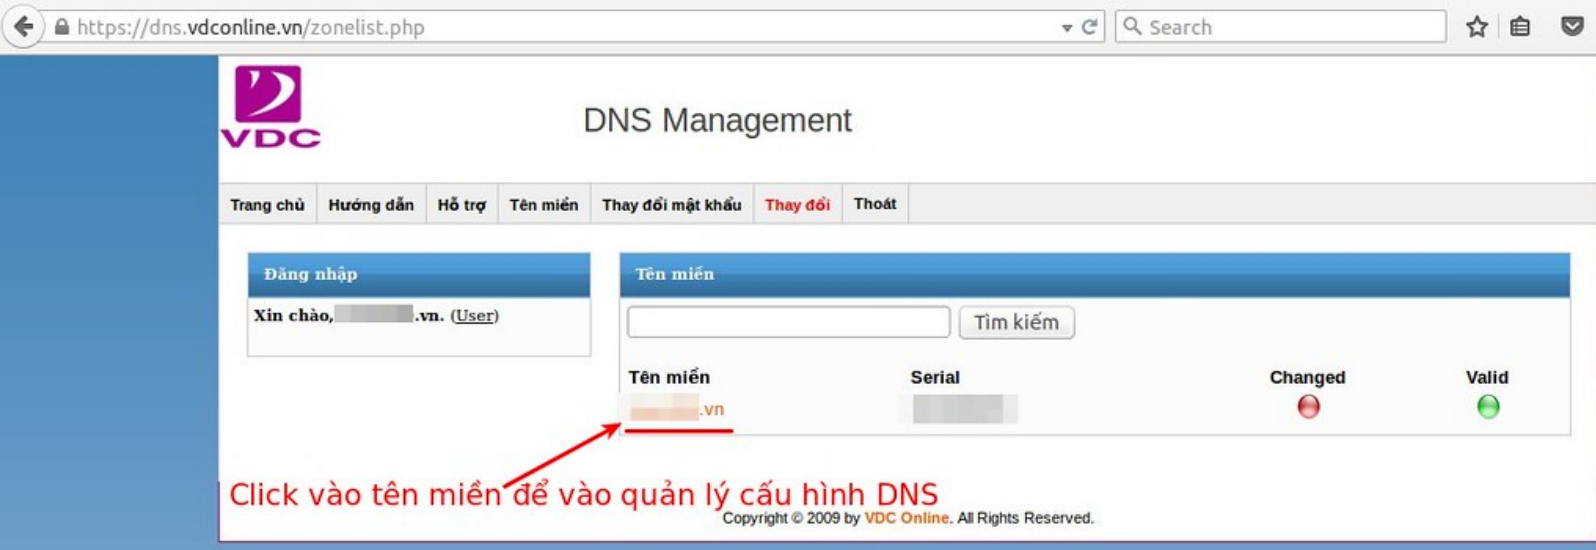 https://dns.vdconline.vn/zonelist.php Search
VDC
DNS Management
Trang chủ Hướng dẫn Hỗ trợ Tên miền Thay đổi mật khẩu Thay đổi Thoát
Đăng nhập
Xin chào, .vn. (User)
Tên miền
Tìm kiếm
Tên miền Serial Changed Valid
.vn
Click vào tên miền để vào quản lý cấu hình DNS
Copyright © 2009 by VDC Online. All Rights Reserved.